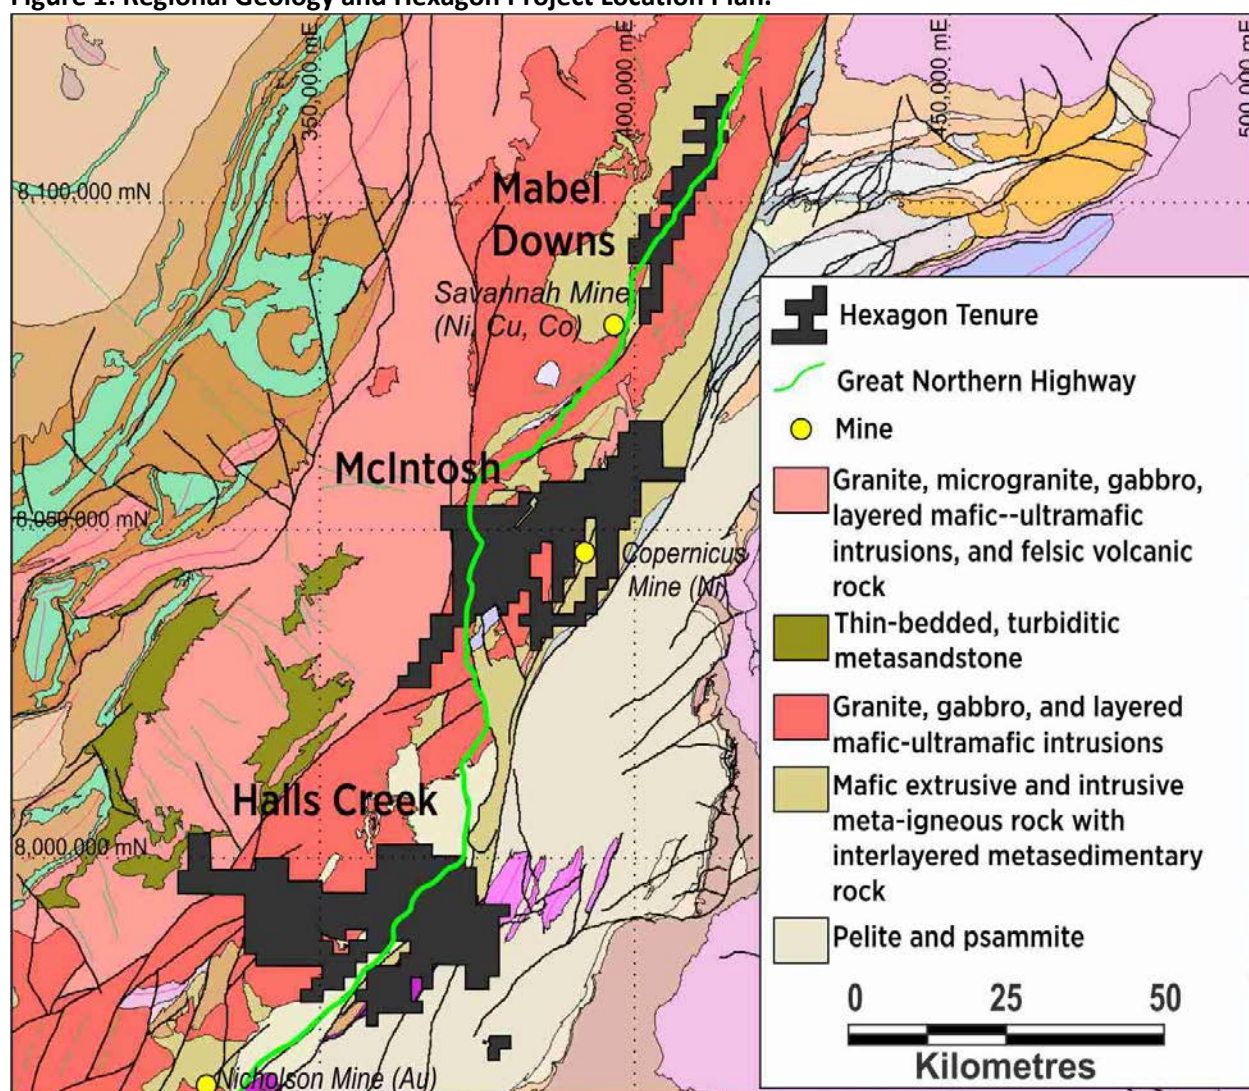 Figure 1: Regional Geology and Hexagon Project Location Plan.
350,000 mE
400,000 mE
450,000 mE
500,000 mE
8,100,000 mN
Mabel
Downs
Savannah Mine
(Ni, Cu, Co)
McIntosh
8,050,000 mN
Copernicus
Mine (Ni)
Halls Creek
8,000,000 mN
Nicholson Mine (Au)
Hexagon Tenure
Great Northern Highway
Mine
Granite, microgranite, gabbro,
layered mafic--ultramafic
intrusions, and felsic volcanic
rock
Thin-bedded, turbiditic
metasandstone
Granite, gabbro, and layered
mafic-ultramafic intrusions
Mafic extrusive and intrusive
meta-igneous rock with
interlayered metasedimentary
rock
Pelite and psammite
0 25 50
Kilometres